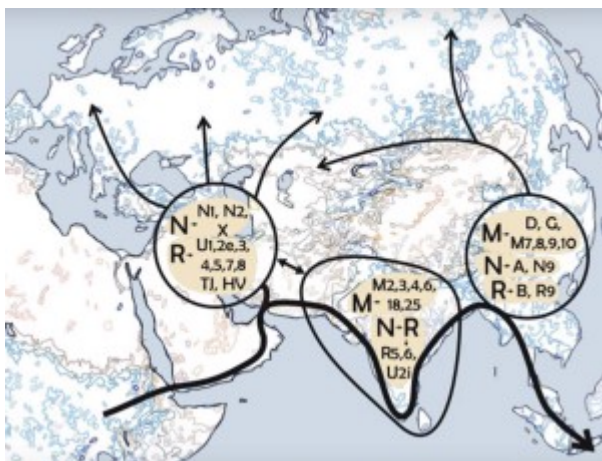 N- N1, N2,
X
R- U1,2e,3,
4,5,7,8
TJ, HV
M- M2,3,4,6,
18,25
N-R
R5,6,
U2i
M- D, G,
M7,8,9,10
N- A, N9
R- B, R9